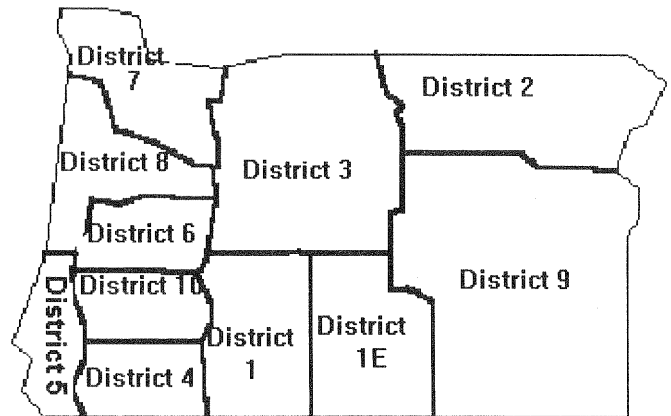 District
7
District 2
District 8
District 3
District 6
District 9
District 10
District 5
District
1
District
1E
District 4